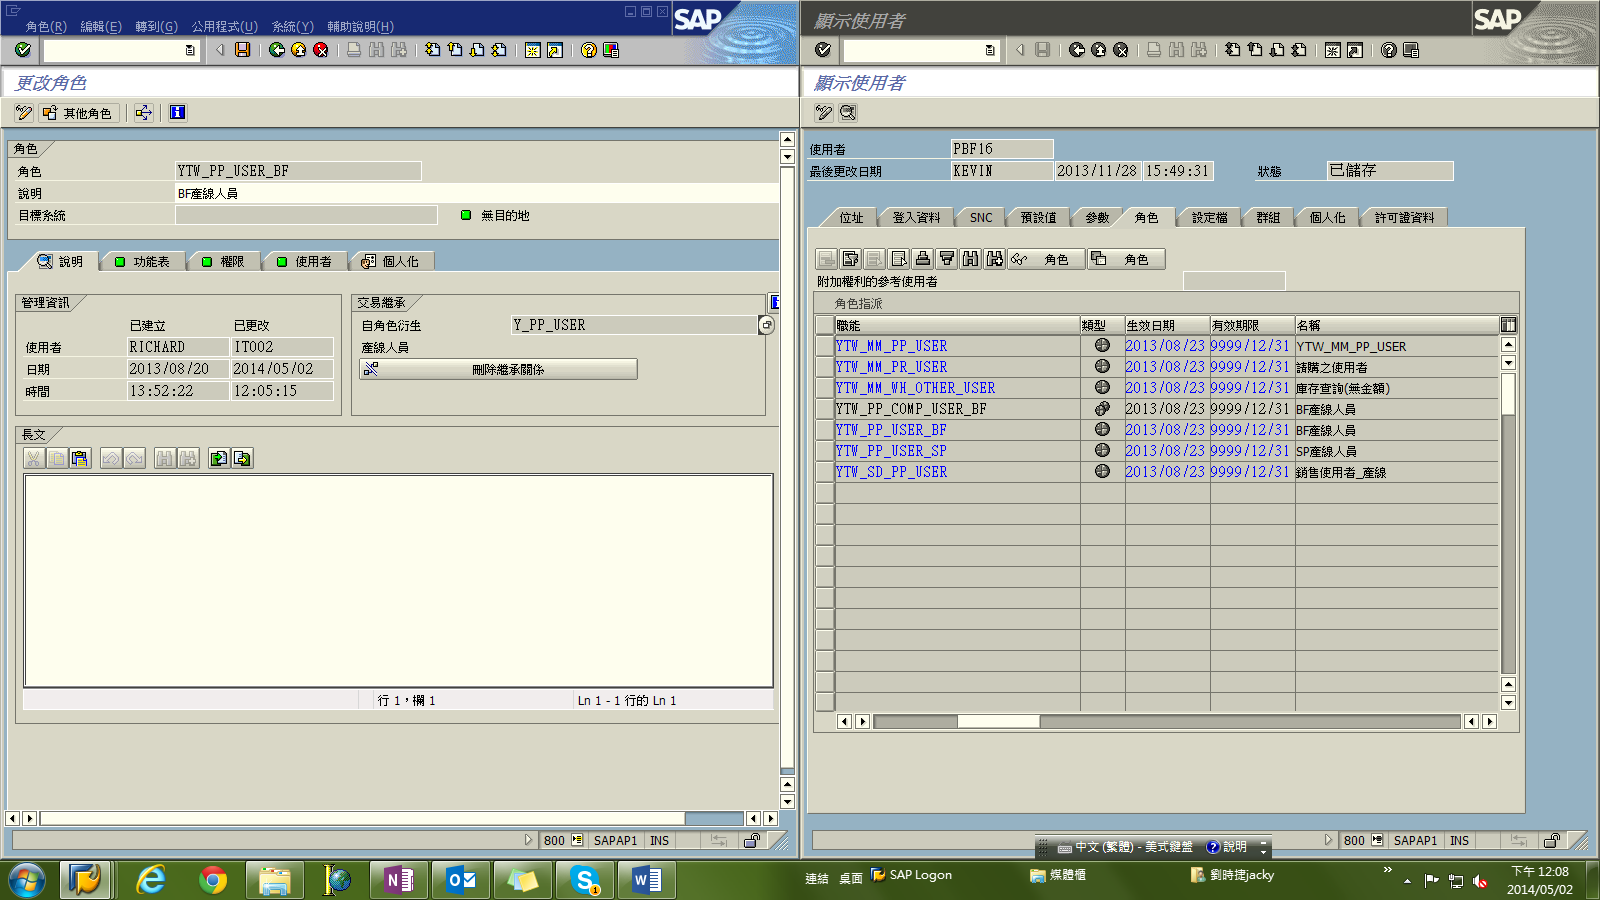 角色(R) 編輯(E) 轉到(G) 公用程式(U) 系統(Y) 輔助說明(H)
SAP
更改角色
其他角色
角色
角色 YTW_PP_USER_BF
說明 BF產線人員
目標系統 無目的地
說明 功能表 權限 使用者 個人化
管理資訊
已建立 已更改
使用者 RICHARD IT002
日期 2013/08/20 2014/05/02
時間 13:52:22 12:05:15
交易繼承
自角色衍生 Y_PP_USER
產線人員
刪除繼承關係
長文
行 1，欄 1 Ln 1 - 1 行的 Ln 1
800 SAPAP1 INS
顯示使用者
SAP
顯示使用者
使用者 PBF16
最後更改日期 KEVIN 2013/11/28 15:49:31 狀態 已儲存
位址 登入資料 SNC 預設值 參數 角色 設定檔 群組 個人化 許可證資料
角色 角色
附加權利的參考使用者
角色指派
職能 類型 生效日期 有效期限 名稱
YTW_MM_PP_USER 2013/08/23 9999/12/31 YTW_MM_PP_USER
YTW_MM_PR_USER 2013/08/23 9999/12/31 請購之使用者
YTW_MM_WH_OTHER_USER 2013/08/23 9999/12/31 庫存查詢(無金額)
YTW_PP_COMP_USER_BF 2013/08/23 9999/12/31 BF產線人員
YTW_PP_USER_BF 2013/08/23 9999/12/31 BF產線人員
YTW_PP_USER_SP 2013/08/23 9999/12/31 SP產線人員
YTW_SD_PP_USER 2013/08/23 9999/12/31 銷售使用者_產線
800 SAPAP1 INS
中文 (繁體) - 美式鍵盤 說明
連結 桌面 SAP Logon 媒體櫃 劉時捷jacky
下午 12:08
2014/05/02